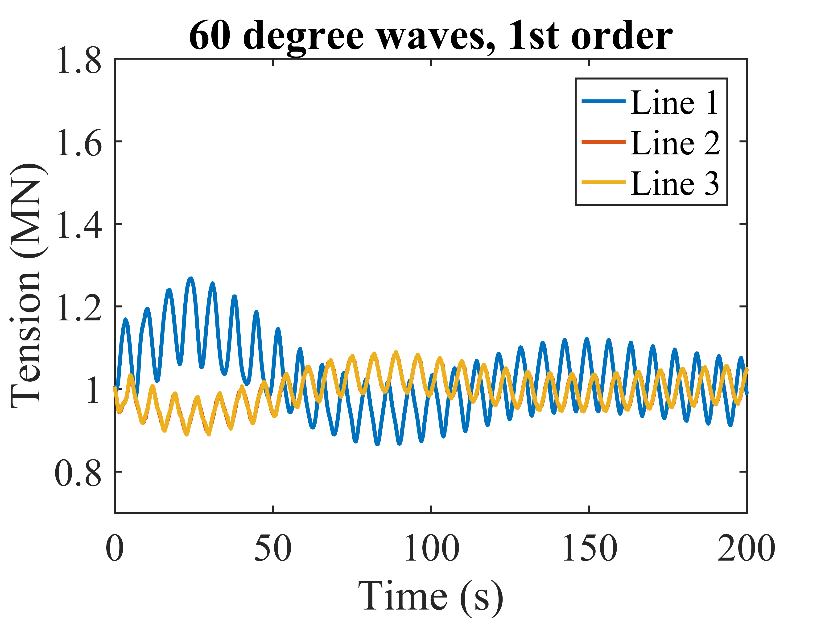 60 degree waves, 1st order
1.8
1.6
1.4
1.2
1
0.8
Tension (MN)
Line 1
Line 2
Line 3
0
50
100
150
200
Time (s)